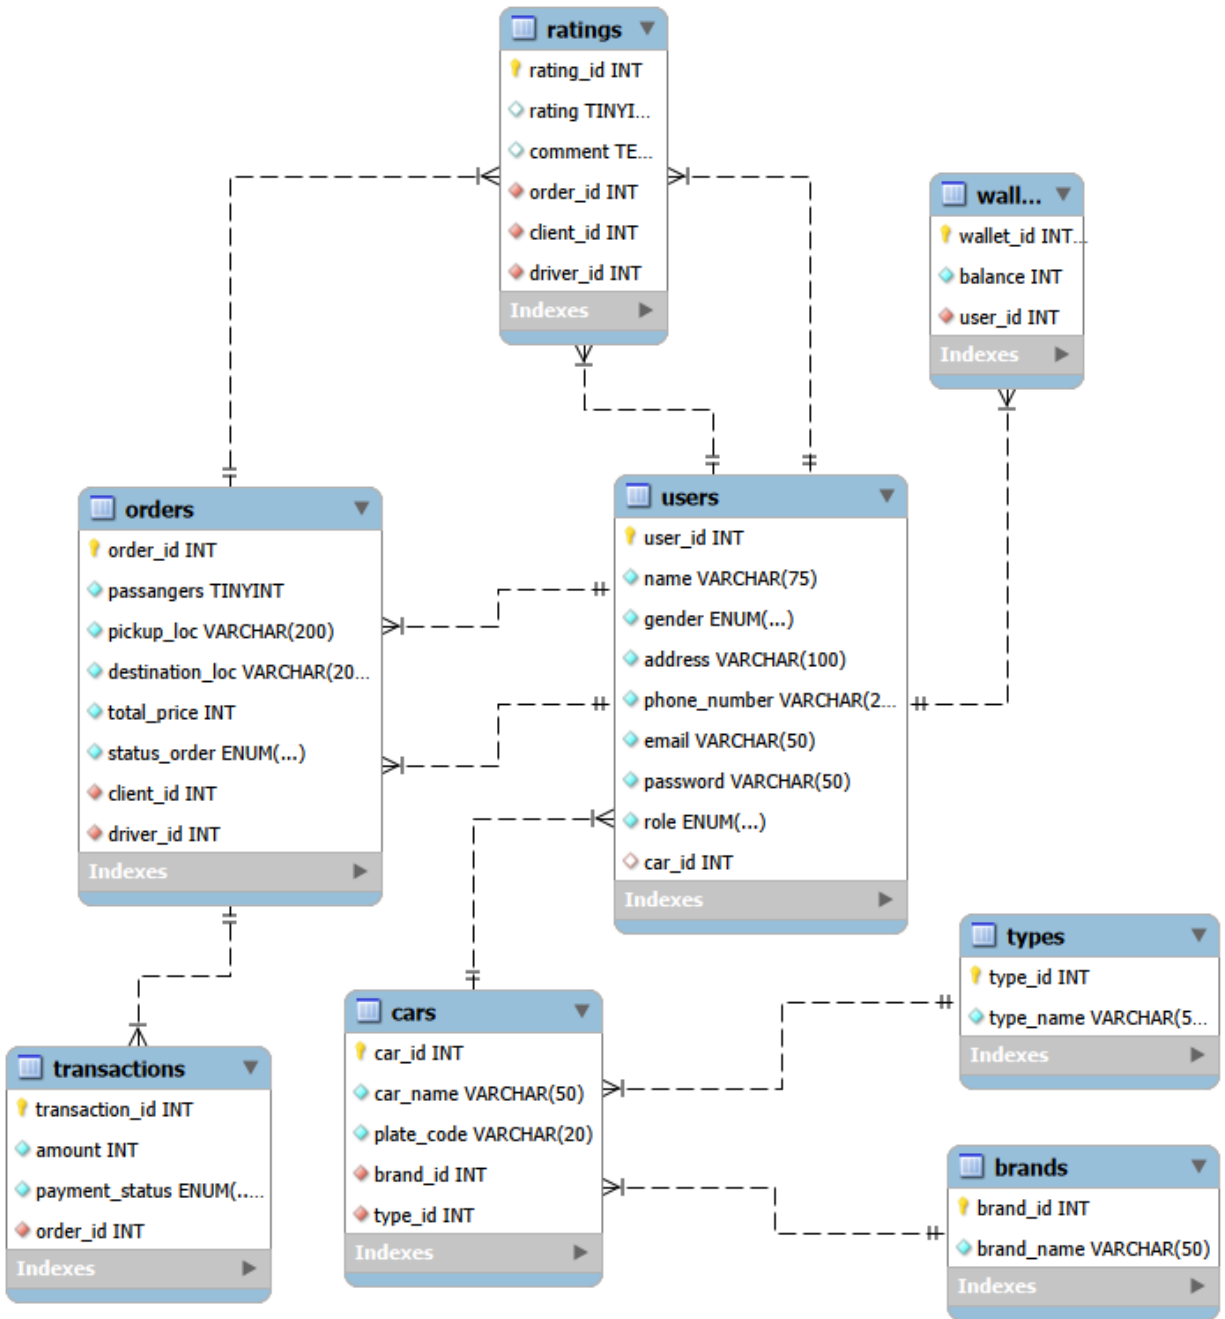 ratings
rating_id INT
rating TINYI...
comment TE...
order_id INT
client_id INT
driver_id INT
Indexes
wall...
wallet_id INT...
balance INT
user_id INT
Indexes
orders
order_id INT
passangers TINYINT
pickup_loc VARCHAR(200)
destination_loc VARCHAR(20...
total_price INT
status_order ENUM(...)
client_id INT
driver_id INT
Indexes
users
user_id INT
name VARCHAR(75)
gender ENUM(...)
address VARCHAR(100)
phone_number VARCHAR(2...
email VARCHAR(50)
password VARCHAR(50)
role ENUM(...)
car_id INT
Indexes
types
type_id INT
type_name VARCHAR(5...
Indexes
cars
car_id INT
car_name VARCHAR(50)
plate_code VARCHAR(20)
brand_id INT
type_id INT
Indexes
transactions
transaction_id INT
amount INT
payment_status ENUM(.....
order_id INT
Indexes
brands
brand_id INT
brand_name VARCHAR(50)
Indexes